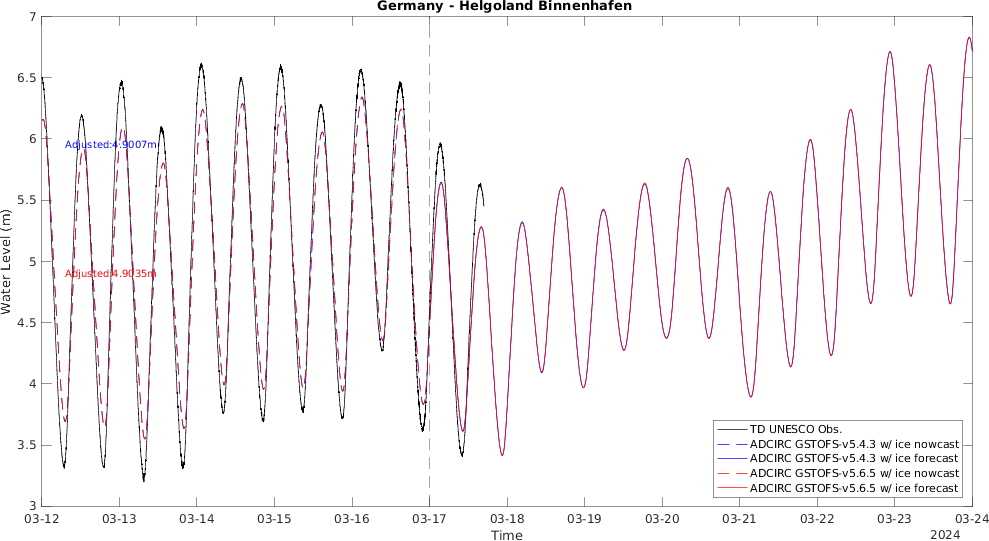 Germany - Helgoland Binnenhafen
7
6.5
6
5.5
5
4.5
4
3.5
3
Water Level (m)
Adjusted:4.9007m
Adjusted:4.9035m
TD UNESCO Obs.
ADCIRC GSTOFS-v5.4.3 w/ ice nowcast
ADCIRC GSTOFS-v5.4.3 w/ ice forecast
ADCIRC GSTOFS-v5.6.5 w/ ice nowcast
ADCIRC GSTOFS-v5.6.5 w/ ice forecast
03-12 03-13 03-14 03-15 03-16 03-17 03-18 03-19 03-20 03-21 03-22 03-23 03-24
Time
2024